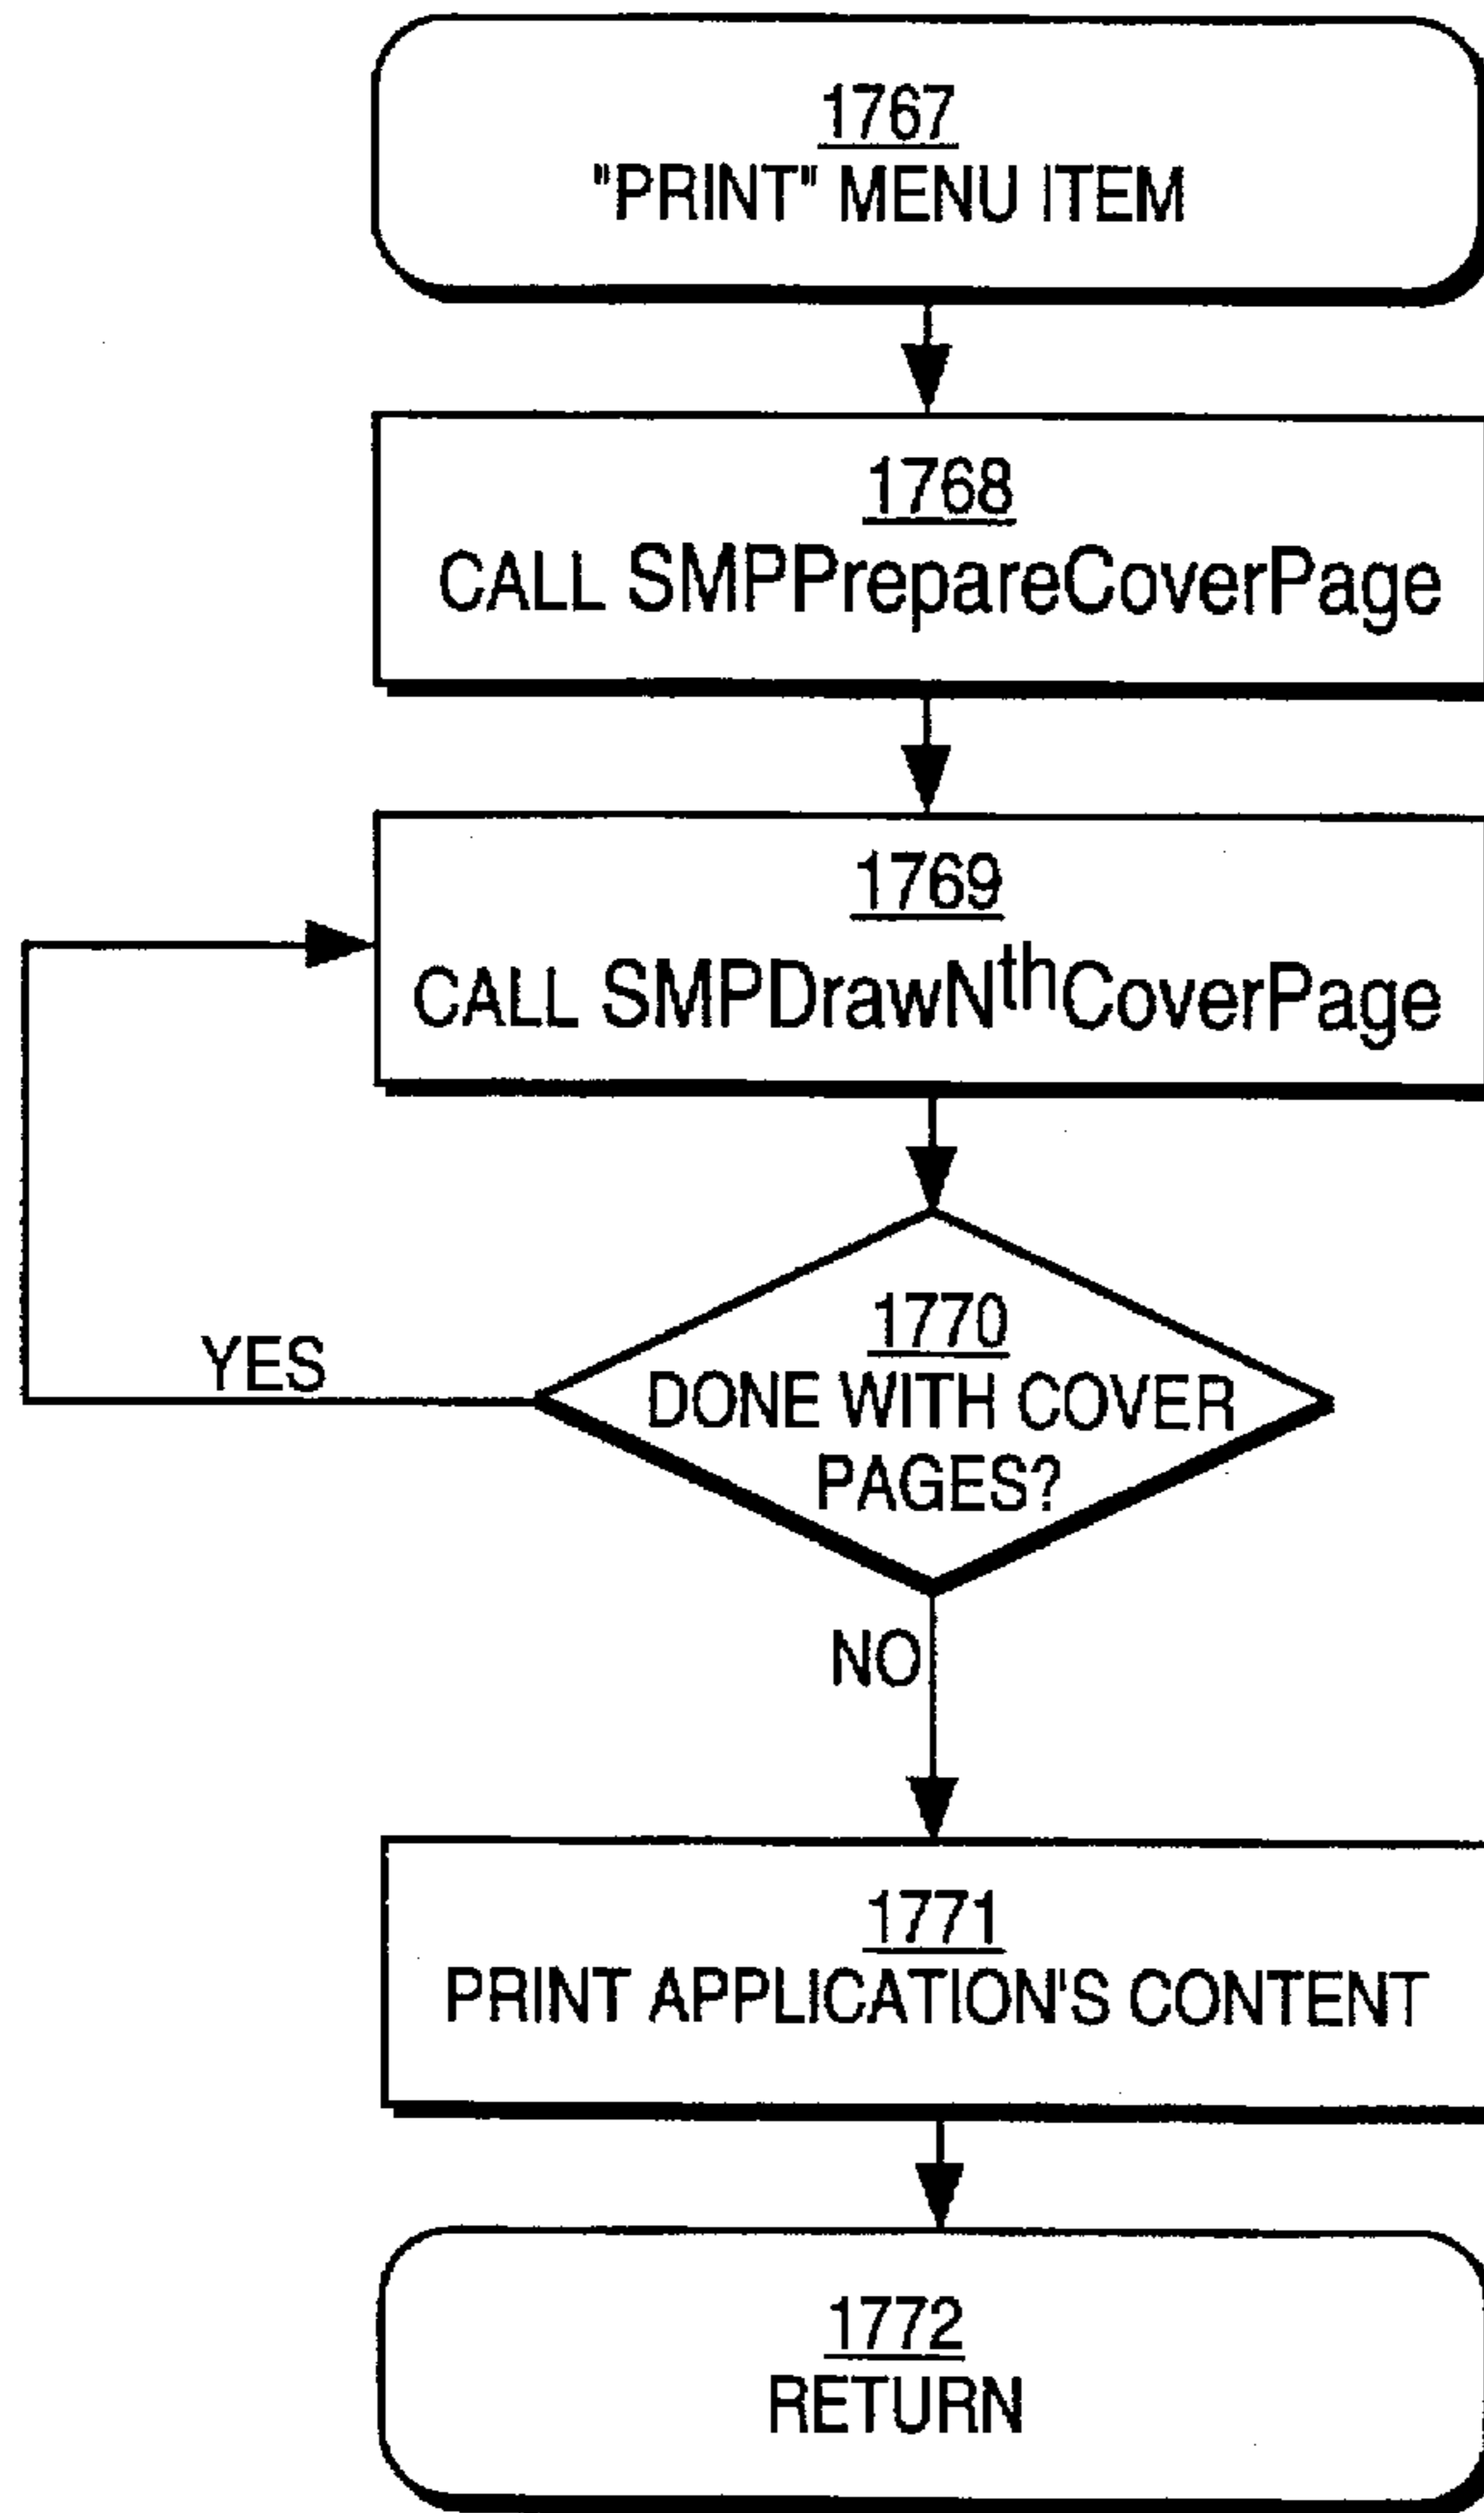 1767
"PRINT" MENU ITEM
1768
CALL SMPPrepareCoverPage
1769
CALL SMPDrawNthCoverPage
1770
DONE WITH COVER
PAGES?
YES
NO
1771
PRINT APPLICATION'S CONTENT
1772
RETURN